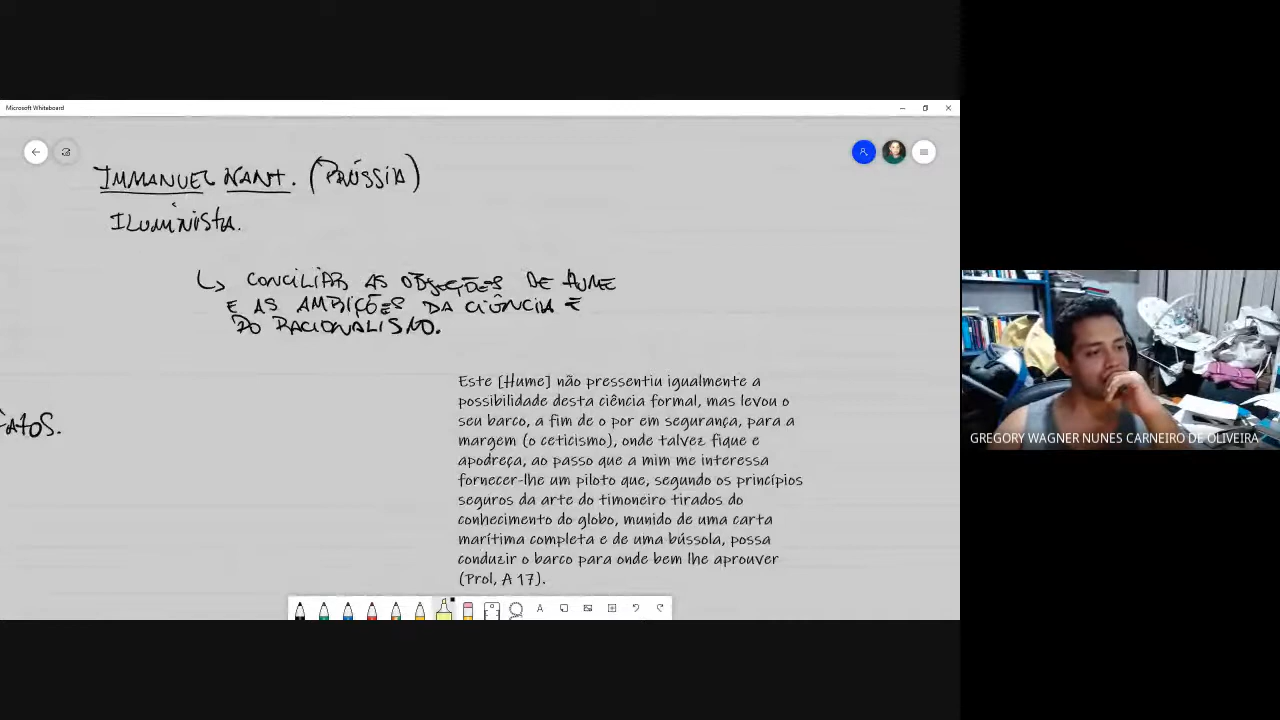 Microsoft Whiteboard
IMMANUEL KANT. (PRÚSSIA)
ILUMINISTA.
CONCILIAR AS OBJEÇÕES DE HUME
E AS AMBIÇÕES DA CIÊNCIA E
DO RACIONALISMO.
FATOS.
Este [Hume] não pressentiu igualmente a
possibilidade desta ciência formal, mas levou o
seu barco, a fim de o por em segurança, para a
margem (o ceticismo), onde talvez fique e
apodreça, ao passo que a mim me interessa
fornecer-lhe um piloto que, segundo os princípios
seguros da arte do timoneiro tirados do
conhecimento do globo, munido de uma carta
marítima completa e de uma bússola, possa
conduzir o barco para onde bem lhe aprouver
(Prol, A 17).
A
GREGORY WAGNER NUNES CARNEIRO DE OLIVEIRA